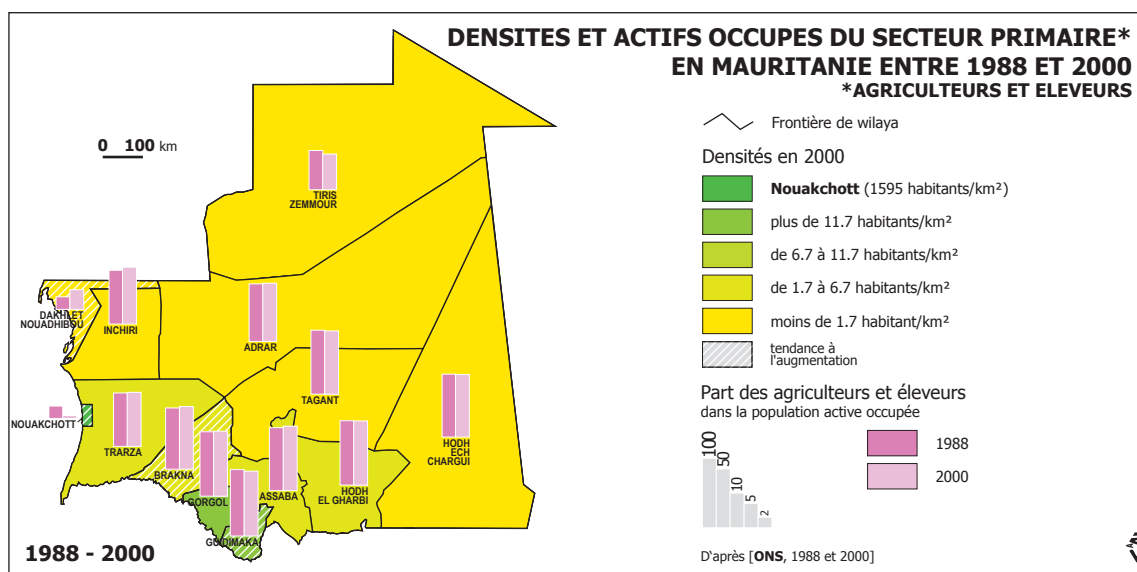 DENSITES ET ACTIFS OCCUPES DU SECTEUR PRIMAIRE*
EN MAURITANIE ENTRE 1988 ET 2000
*AGRICULTEURS ET ELEVEURS
0 100 km
Frontière de wilaya
Densités en 2000
Nouakchott (1595 habitants/km²)
plus de 11.7 habitants/km²
de 6.7 à 11.7 habitants/km²
de 1.7 à 6.7 habitants/km²
moins de 1.7 habitant/km²
tendance à
l'augmentation
Part des agriculteurs et éleveurs
dans la population active occupée
100
50
10
5
2
1988
2000
D'après [ONS, 1988 et 2000]
TIRIS
ZEMMOUR
DAKHLET
NOUADHIBOU
INCHIRI
ADRAR
TAGANT
NOUAKCHOTT
TRARZA
BRAKNA
GORGOL
GUIDIMAKA
ASSABA
HODH
EL GHARBI
HODH
ECH
CHARGUI
1988 - 2000